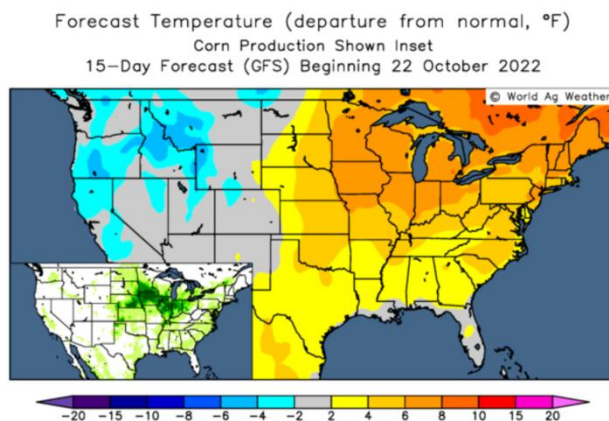 Forecast Temperature (departure from normal, °F)
Corn Production Shown Inset
15-Day Forecast (GFS) Beginning 22 October 2022
© World Ag Weather
-20 -15 -10 -8 -6 -4 -2 2 4 6 8 10 15 20